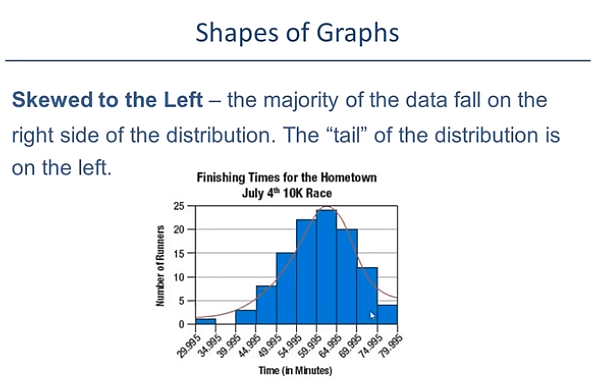 Shapes of Graphs
Skewed to the Left – the majority of the data fall on the
right side of the distribution. The “tail” of the distribution is
on the left.
Finishing Times for the Hometown
July 4th 10K Race
Number of Runners
25
20
15
10
5
0
29.995 34.995 39.995 44.995 49.995 54.995 59.995 64.995 69.995 74.995 79.995
Time (in Minutes)